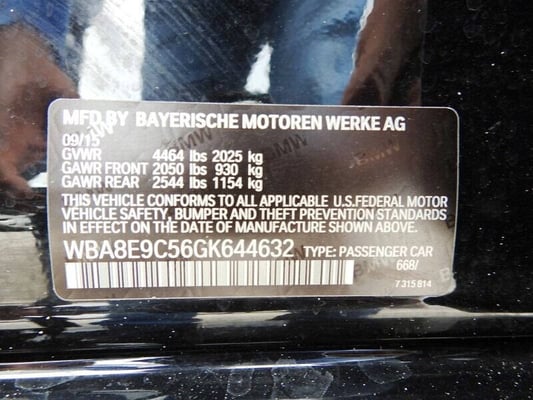 MFD BY BAYERISCHE MOTOREN WERKE AG
09/15
GVWR 4464 lbs 2025 kg
GAWR FRONT 2050 lbs 930 kg
GAWR REAR 2544 lbs 1154 kg
THIS VEHICLE CONFORMS TO ALL APPLICABLE U.S.FEDERAL MOTOR
VEHICLE SAFETY, BUMPER AND THEFT PREVENTION STANDARDS
IN EFFECT ON THE DATE OF MANUFACTURE SHOWN ABOVE.
WBA8E9C56GK644632 TYPE: PASSENGER CAR
668/
7 315 814